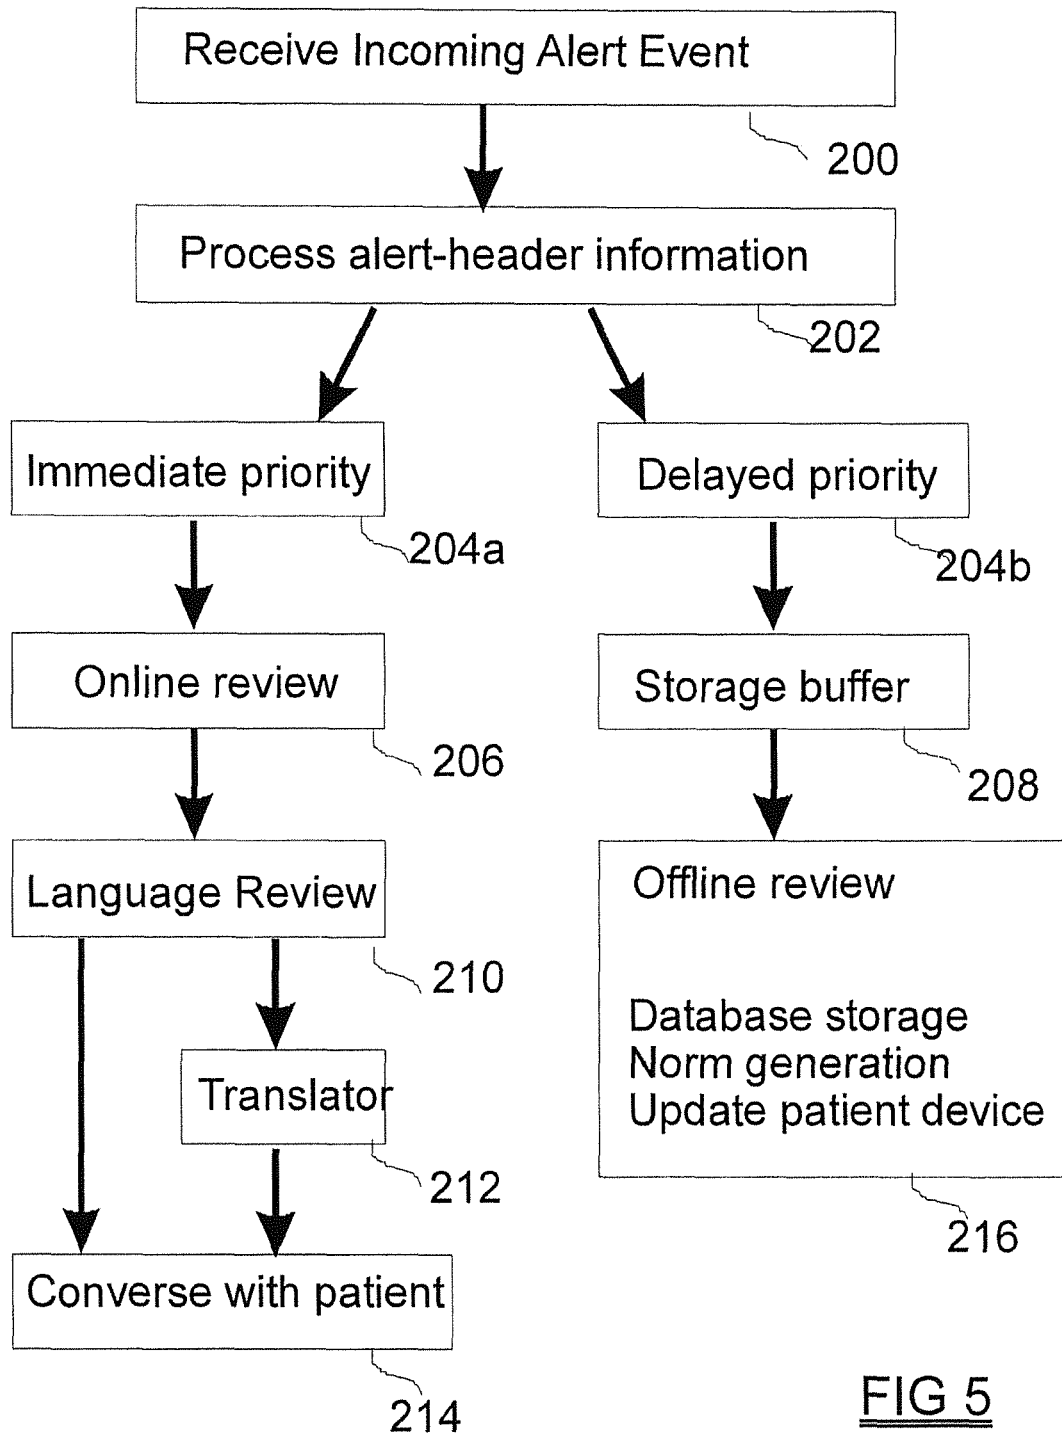 Receive Incoming Alert Event
200
Process alert-header information
202
Immediate priority
204a
Delayed priority
204b
Online review
206
Storage buffer
208
Language Review
210
Offline review
Database storage
Norm generation
Update patient device
216
Translator
212
Converse with patient
214
FIG 5